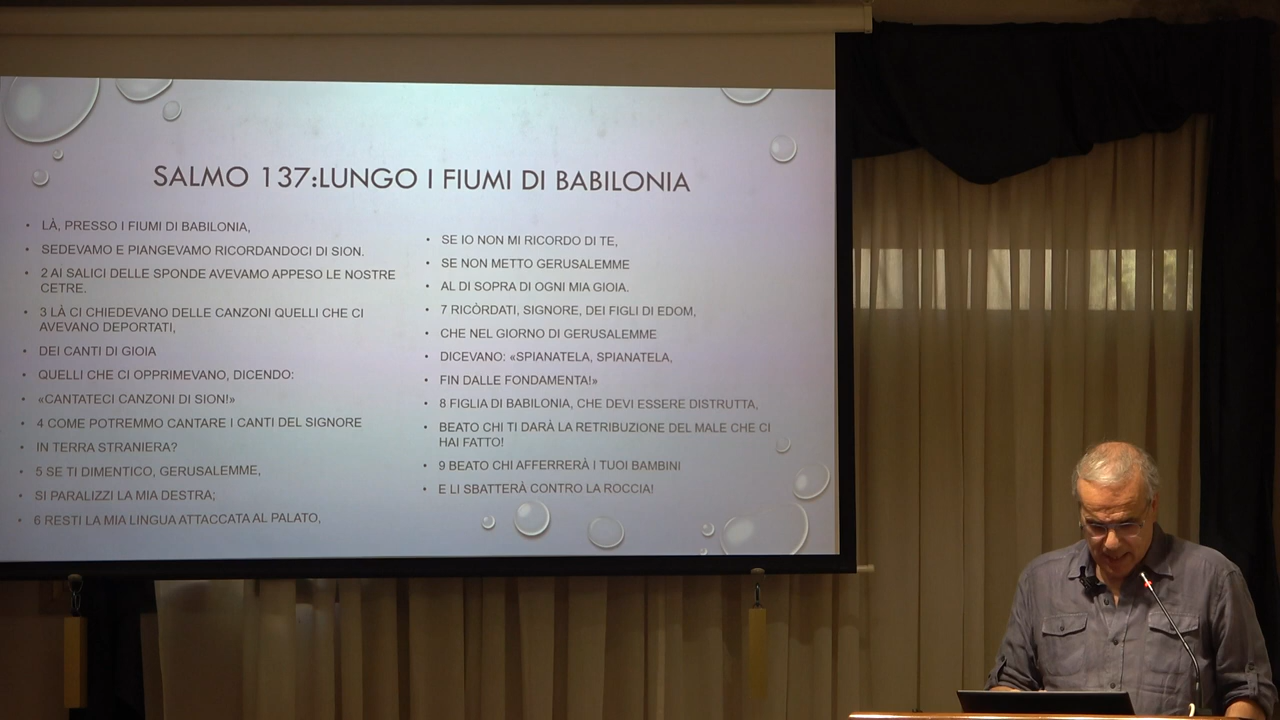 SALMO 137:LUNGO I FIUMI DI BABILONIA
• LÀ, PRESSO I FIUMI DI BABILONIA,
• SEDEVAMO E PIANGEVAMO RICORDANDOCI DI SION.
• 2 AI SALICI DELLE SPONDE AVEVAMO APPESO LE NOSTRE
CETRE.
• 3 LÀ CI CHIEDEVANO DELLE CANZONI QUELLI CHE CI
AVEVANO DEPORTATI,
• DEI CANTI DI GIOIA
• QUELLI CHE CI OPPRIMEVANO, DICENDO:
• «CANTATECI CANZONI DI SION!»
• 4 COME POTREMMO CANTARE I CANTI DEL SIGNORE
• IN TERRA STRANIERA?
• 5 SE TI DIMENTICO, GERUSALEMME,
• SI PARALIZZI LA MIA DESTRA;
• 6 RESTI LA MIA LINGUA ATTACCATA AL PALATO,
• SE IO NON MI RICORDO DI TE,
• SE NON METTO GERUSALEMME
• AL DI SOPRA DI OGNI MIA GIOIA.
• 7 RICÒRDATI, SIGNORE, DEI FIGLI DI EDOM,
• CHE NEL GIORNO DI GERUSALEMME
• DICEVANO: «SPIANATELA, SPIANATELA,
• FIN DALLE FONDAMENTA!»
• 8 FIGLIA DI BABILONIA, CHE DEVI ESSERE DISTRUTTA,
• BEATO CHI TI DARÀ LA RETRIBUZIONE DEL MALE CHE CI
HAI FATTO!
• 9 BEATO CHI AFFERRERÀ I TUOI BAMBINI
• E LI SBATTERÀ CONTRO LA ROCCIA!